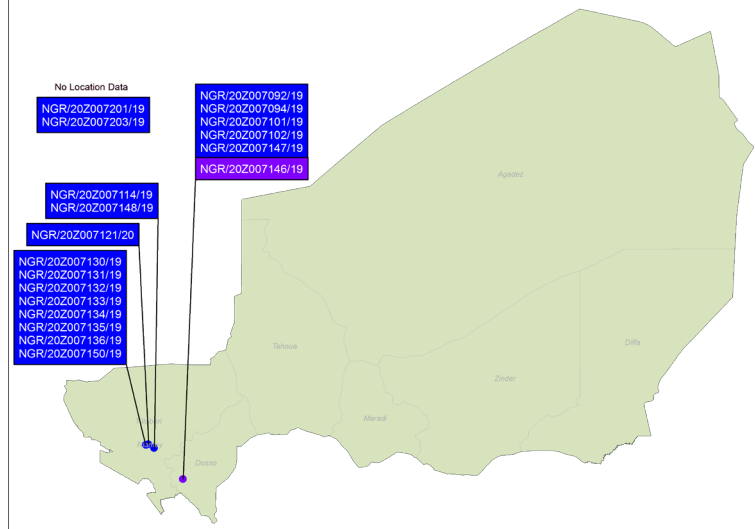 No Location Data
NGR/20Z007201/19
NGR/20Z007203/19
NGR/20Z007092/19
NGR/20Z007094/19
NGR/20Z007101/19
NGR/20Z007102/19
NGR/20Z007147/19
NGR/20Z007146/19
NGR/20Z007114/19
NGR/20Z007148/19
NGR/20Z007121/20
NGR/20Z007130/19
NGR/20Z007131/19
NGR/20Z007132/19
NGR/20Z007133/19
NGR/20Z007134/19
NGR/20Z007135/19
NGR/20Z007136/19
NGR/20Z007150/19
Agadez
Tahoua
Diffa
Zinder
Maradi
Dosso